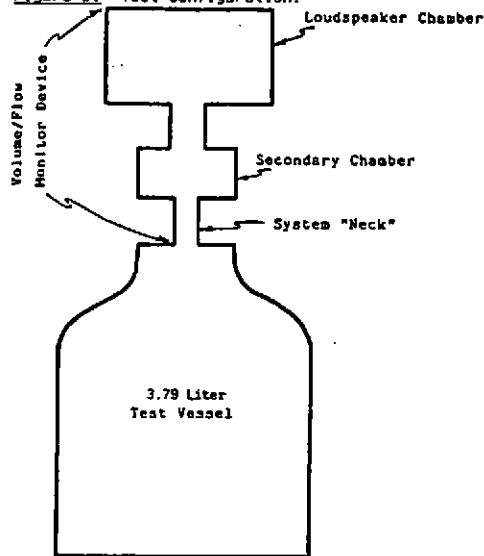 Test Configuration.
Loudspeaker Chamber
Volume/Flow
Monitor Device
Secondary Chamber
System "Neck"
3.79 Liter
Test Vessel